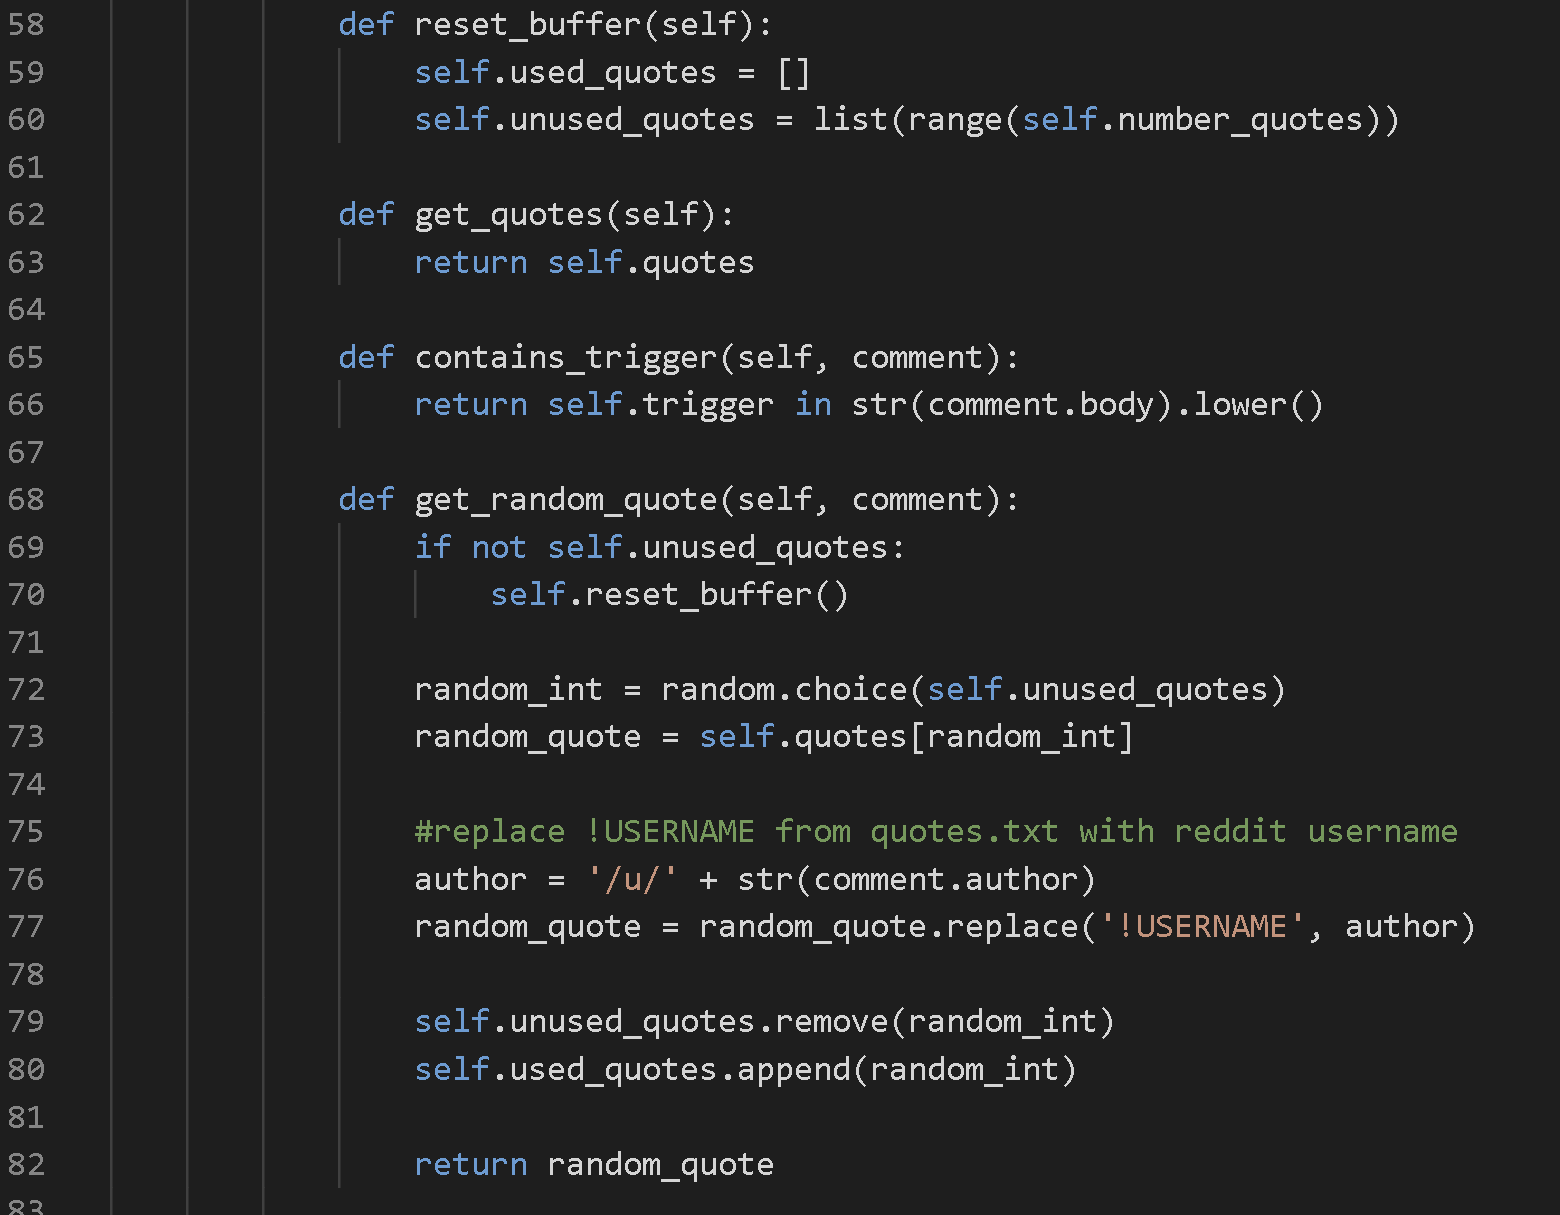 58 def reset_buffer(self):
59 self.used_quotes = []
60 self.unused_quotes = list(range(self.number_quotes))
61
62 def get_quotes(self):
63 return self.quotes
64
65 def contains_trigger(self, comment):
66 return self.trigger in str(comment.body).lower()
67
68 def get_random_quote(self, comment):
69 if not self.unused_quotes:
70 self.reset_buffer()
71
72 random_int = random.choice(self.unused_quotes)
73 random_quote = self.quotes[random_int]
74
75 #replace !USERNAME from quotes.txt with reddit username
76 author = '/u/' + str(comment.author)
77 random_quote = random_quote.replace('!USERNAME', author)
78
79 self.unused_quotes.remove(random_int)
80 self.used_quotes.append(random_int)
81
82 return random_quote
83